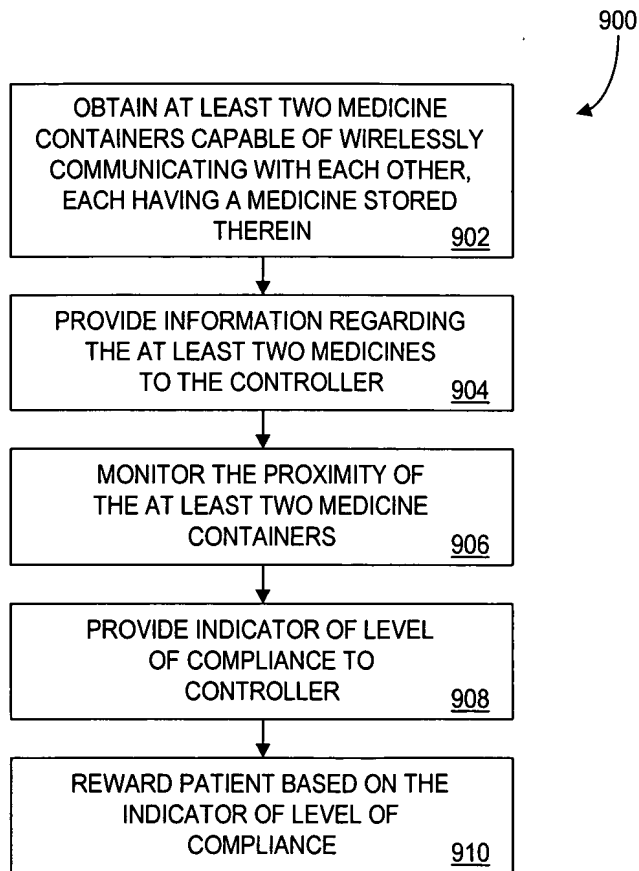 900
OBTAIN AT LEAST TWO MEDICINE
CONTAINERS CAPABLE OF WIRELESSLY
COMMUNICATING WITH EACH OTHER,
EACH HAVING A MEDICINE STORED
THEREIN
902
PROVIDE INFORMATION REGARDING
THE AT LEAST TWO MEDICINES
TO THE CONTROLLER
904
MONITOR THE PROXIMITY OF
THE AT LEAST TWO MEDICINE
CONTAINERS
906
PROVIDE INDICATOR OF LEVEL
OF COMPLIANCE TO
CONTROLLER
908
REWARD PATIENT BASED ON THE
INDICATOR OF LEVEL OF
COMPLIANCE
910